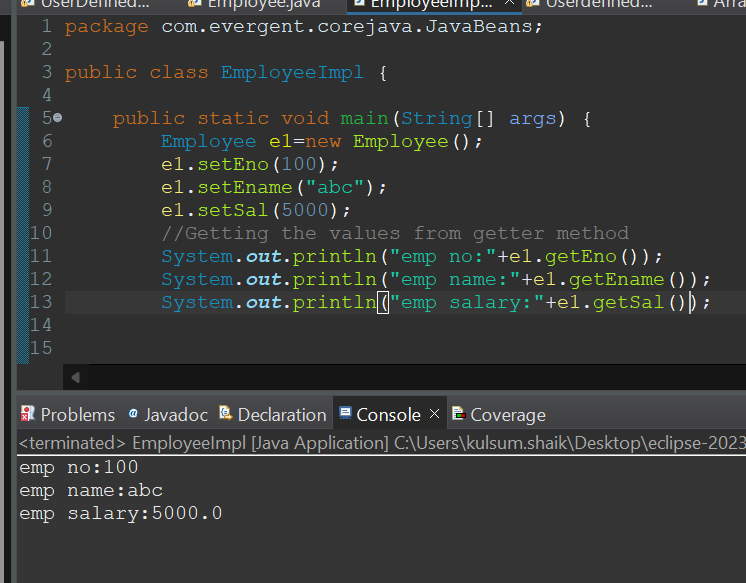 UserDefined... Employee.java EmployeeImp... Userdefined...
1 package com.evergent.corejava.JavaBeans;
2
3 public class EmployeeImpl {
4
5 public static void main(String[] args) {
6 Employee e1=new Employee();
7 e1.setEno(100);
8 e1.setEname("abc");
9 e1.setSal(5000);
10 //Getting the values from getter method
11 System.out.println("emp no:"+e1.getEno());
12 System.out.println("emp name:"+e1.getEname());
13 System.out.println("emp salary:"+e1.getSal());
14
15
Problems @ Javadoc Declaration Console × Coverage
<terminated> EmployeeImpl [Java Application] C:\Users\kulsum.shaik\Desktop\eclipse-2023
emp no:100
emp name:abc
emp salary:5000.0